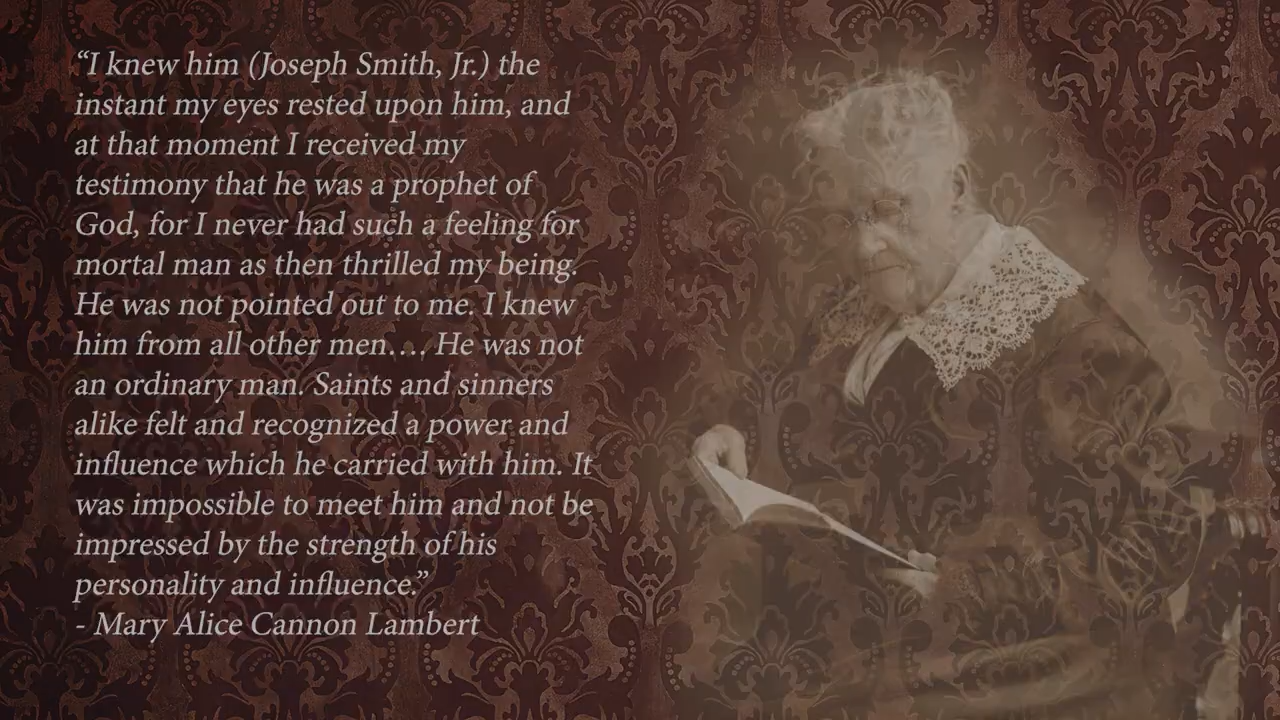 “I knew him (Joseph Smith, Jr.) the
instant my eyes rested upon him, and
at that moment I received my
testimony that he was a prophet of
God, for I never had such a feeling for
mortal man as then thrilled my being.
He was not pointed out to me. I knew
him from all other men…. He was not
an ordinary man. Saints and sinners
alike felt and recognized a power and
influence which he carried with him. It
was impossible to meet him and not be
impressed by the strength of his
personality and influence.”
- Mary Alice Cannon Lambert